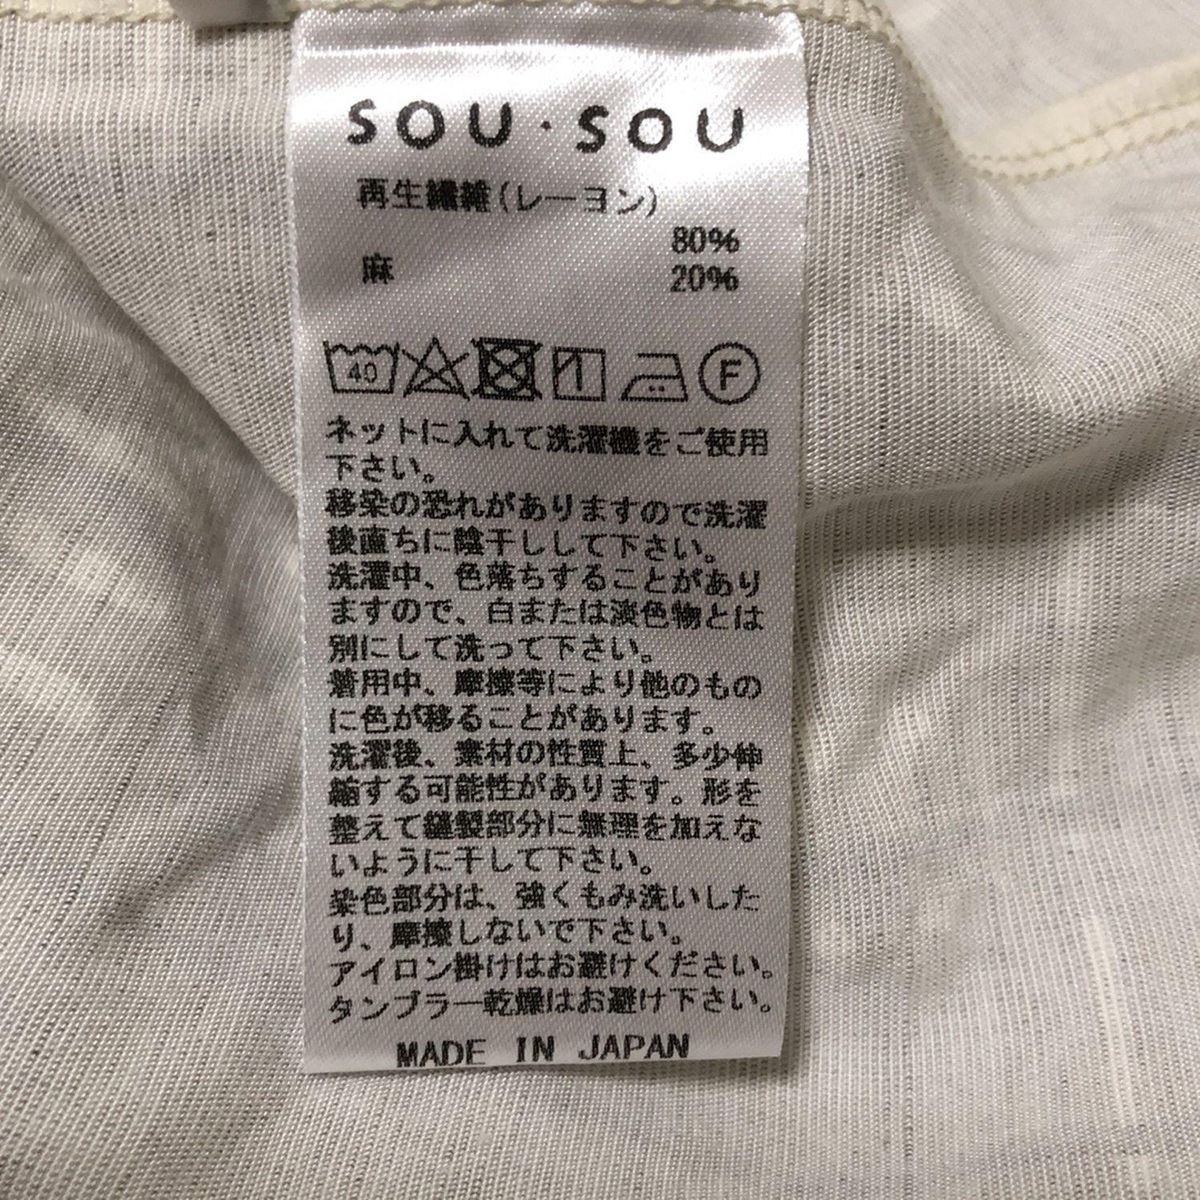 SOU・SOU
再生繊維(レーヨン)
80%
麻 20%
40 F
ネットに入れて洗濯機をご使用
下さい。
移染の恐れがありますので洗濯
後直ちに陰干しして下さい。
洗濯中、色落ちすることがあり
ますので、白または淡色物とは
別にして洗って下さい。
着用中、摩擦等により他のもの
に色が移ることがあります。
洗濯後、素材の性質上、多少伸
縮する可能性があります。形を
整えて縫製部分に無理を加えな
いように干して下さい。
染色部分は、強くもみ洗いした
り、摩擦しないで下さい。
アイロン掛けはお避けください。
タンブラー乾燥はお避け下さい。
MADE IN JAPAN